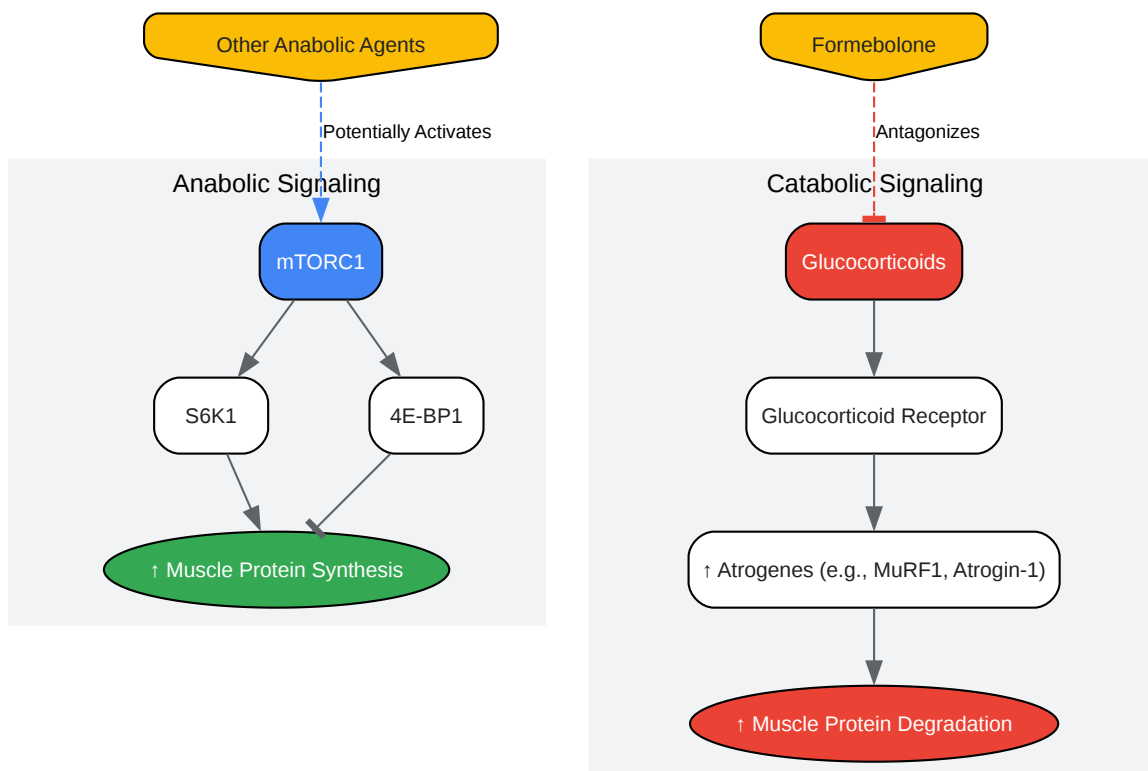 Other Anabolic Agents
Formebolone
Potentially Activates
Antagonizes
Anabolic Signaling
Catabolic Signaling
mTORC1
Glucocorticoids
S6K1
4E-BP1
Glucocorticoid Receptor
↑ Muscle Protein Synthesis
↑ Atrogenes (e.g., MuRF1, Atrogin-1)
↑ Muscle Protein Degradation